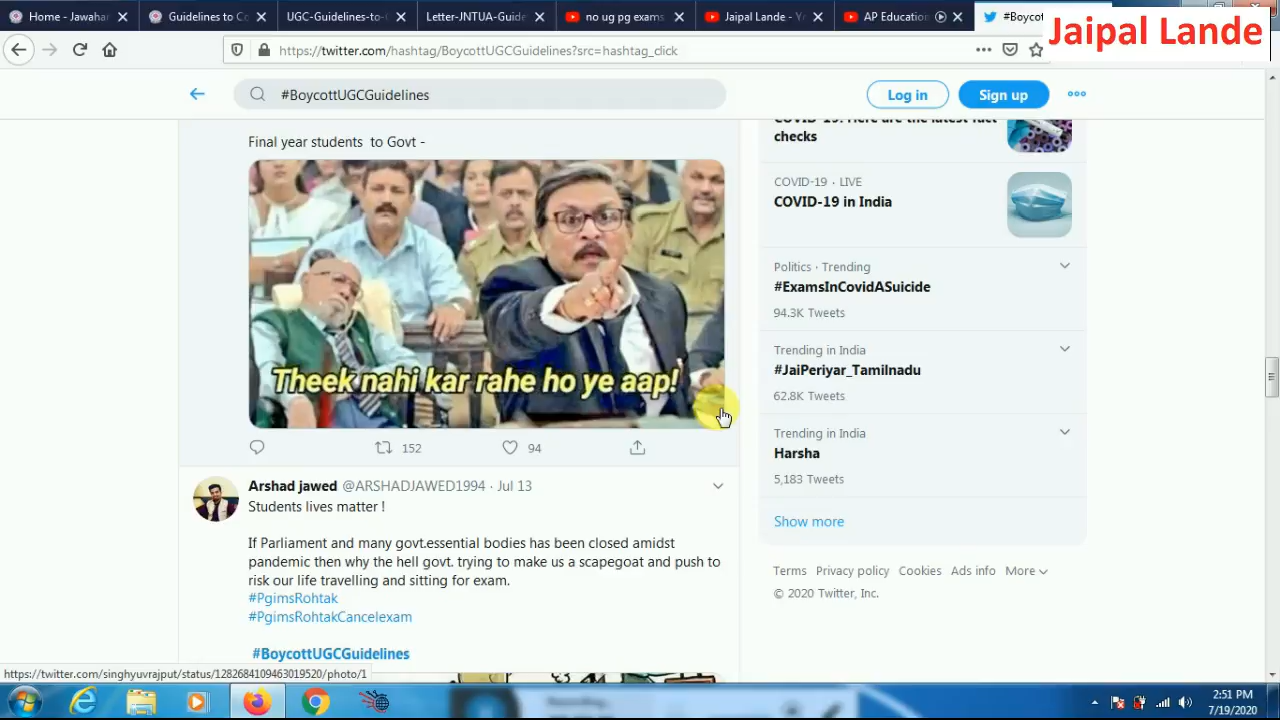 Home - Jawahar
Guidelines to Co
GC-Guidelines-to-
Letter-JNTUA-Guide
no ug pg exams
Jaipal Lande - Y
AP Education
#Boyco
Jaipal Lande
https://twitter.com/hashtag/BoycottUGCGuidelines?src=hashtag_click
#BoycottUGCGuidelines
Log in
Sign up
Final year students to Govt -
Theek nahi kar rahe ho ye aap!
152
94
Arshad jawed @ARSHADJAWED1994 · Jul 13
Students lives matter !
If Parliament and many govt.essential bodies has been closed amidst
pandemic then why the hell govt. trying to make us a scapegoat and push to
risk our life travelling and sitting for exam.
#PgimsRohtak
#PgimsRohtakCancelexam
#BoycottUGCGuidelines
COVID-19: Here are the latest fact
checks
COVID-19 · LIVE
COVID-19 in India
Politics · Trending
#ExamsInCovidASuicide
94.3K Tweets
Trending in India
#JaiPeriyar_Tamilnadu
62.8K Tweets
Trending in India
Harsha
5,183 Tweets
Show more
Terms Privacy policy Cookies Ads info More
© 2020 Twitter, Inc.
https://twitter.com/singhyuvrajput/status/1282684109463019520/photo/1
2:51 PM
7/19/2020